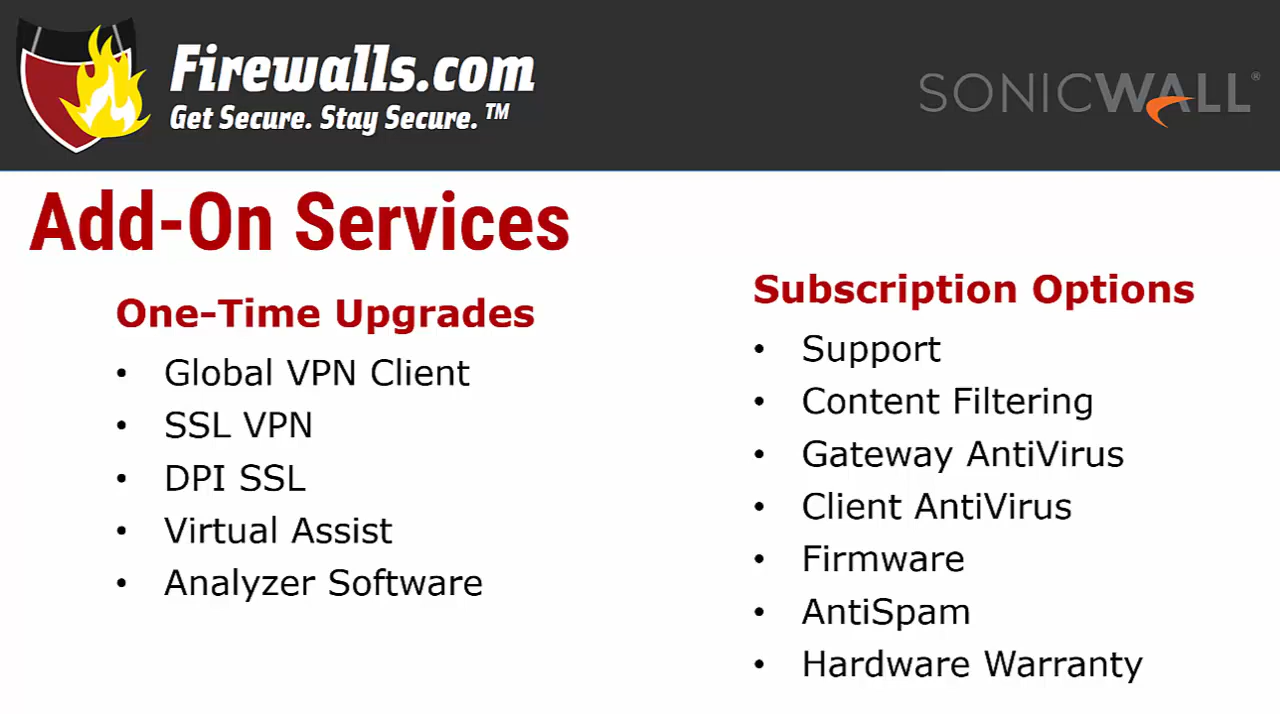 Firewalls.com
Get Secure. Stay Secure.™
SONICWALL®
Add-On Services
One-Time Upgrades
• Global VPN Client
• SSL VPN
• DPI SSL
• Virtual Assist
• Analyzer Software
Subscription Options
• Support
• Content Filtering
• Gateway AntiVirus
• Client AntiVirus
• Firmware
• AntiSpam
• Hardware Warranty